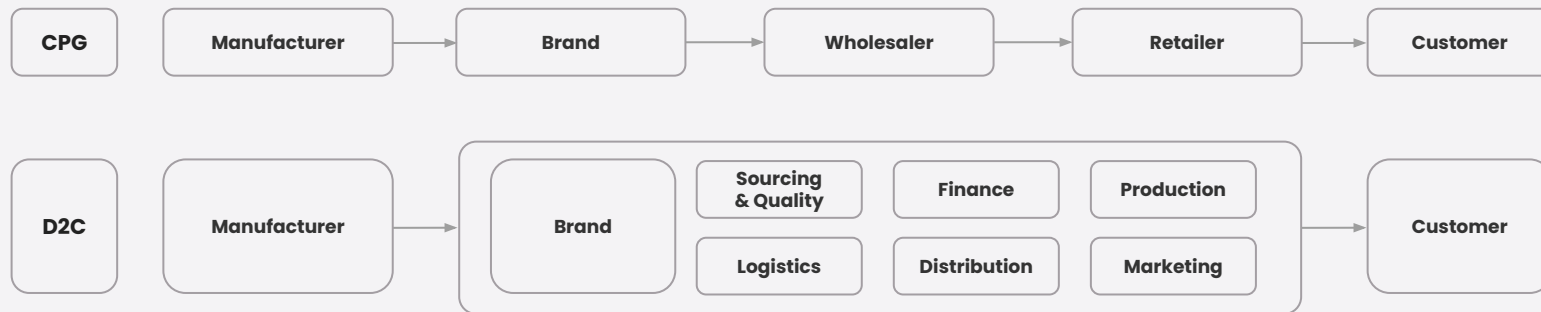 CPG
Manufacturer
Brand
Wholesaler
Retailer
Customer
D2C
Manufacturer
Brand
Sourcing
& Quality
Finance
Production
Logistics
Distribution
Marketing
Customer